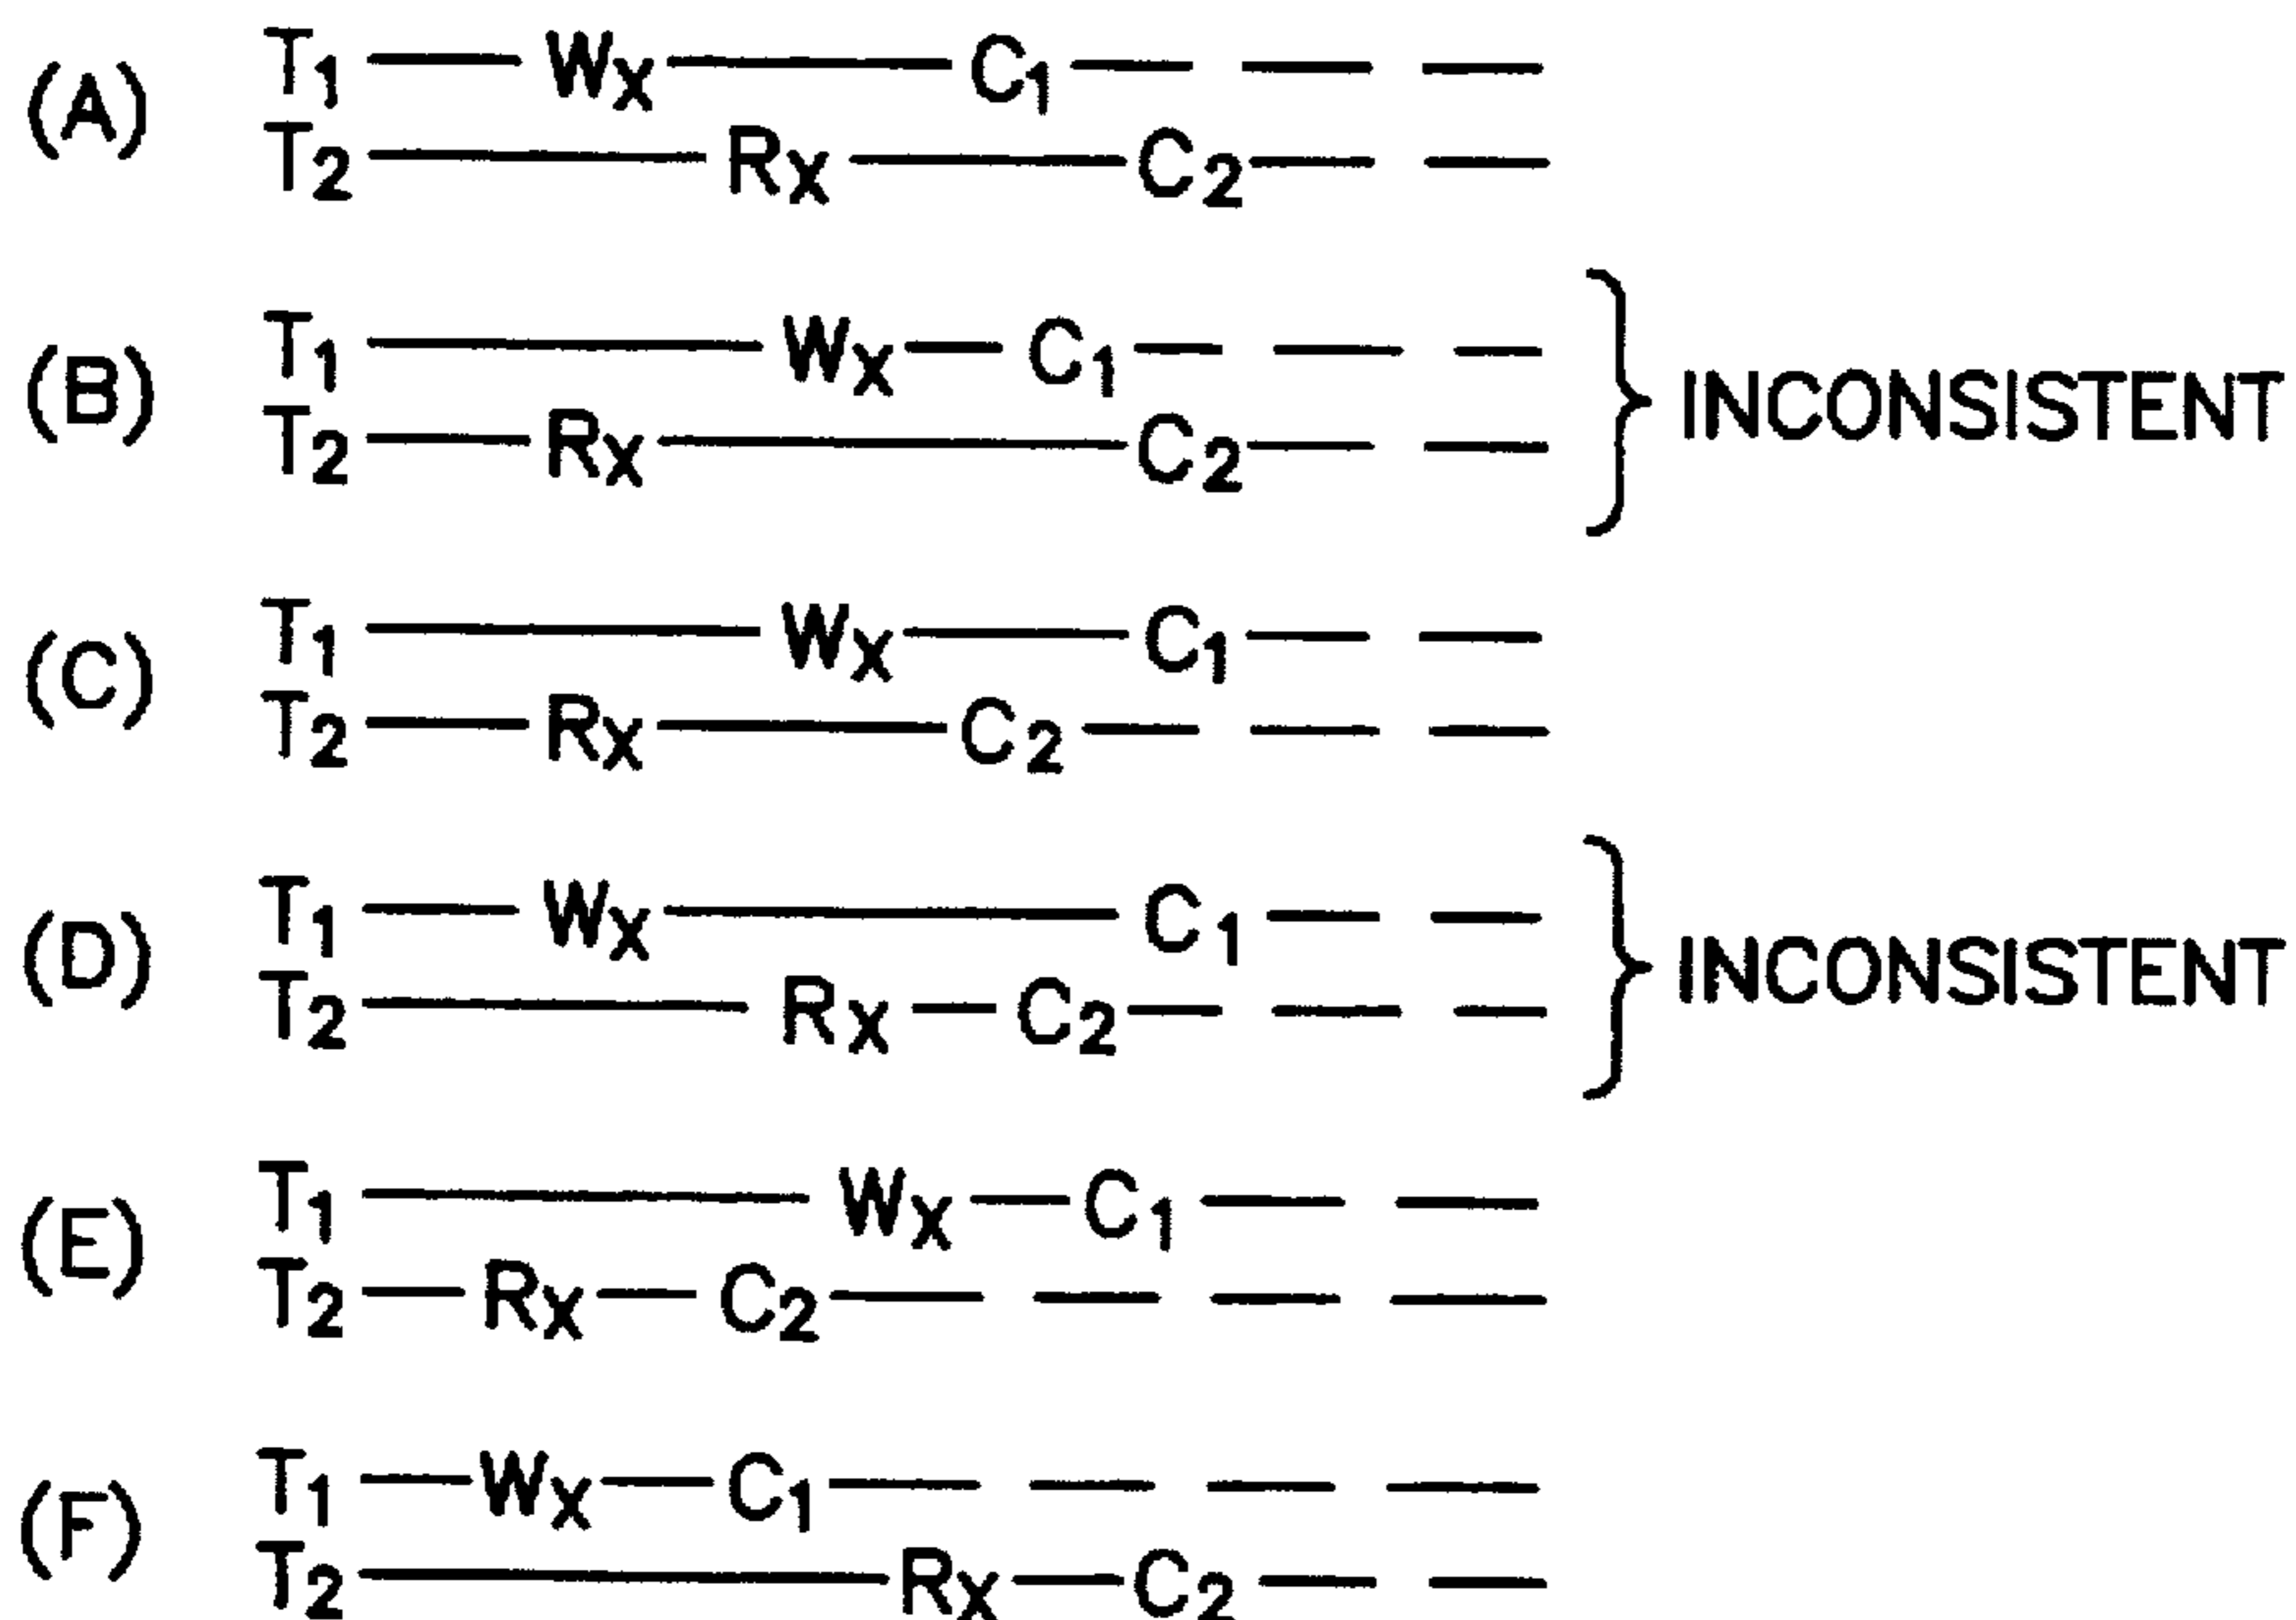 (A)
T1 Wx C1
T2 Rx C2
(B)
T1 Wx C1
T2 Rx C2
INCONSISTENT
(C)
T1 Wx C1
T2 Rx C2
(D)
T1 Wx C1
T2 Rx C2
INCONSISTENT
(E)
T1 Wx C1
T2 Rx C2
(F)
T1 Wx C1
T2 Rx C2